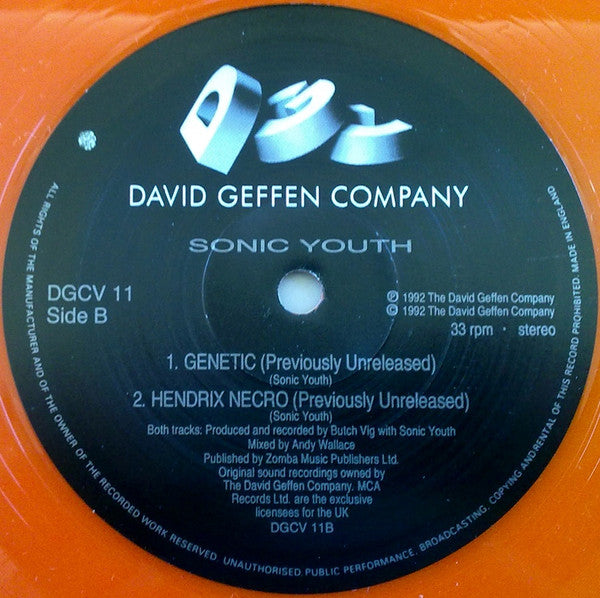 DGC
DAVID GEFFEN COMPANY
SONIC YOUTH
DGCV 11
Side B
℗ 1992 The David Geffen Company
© 1992 The David Geffen Company
33 rpm · stereo
1. GENETIC (Previously Unreleased)
(Sonic Youth)
2. HENDRIX NECRO (Previously Unreleased)
(Sonic Youth)
Both tracks: Produced and recorded by Butch Vig with Sonic Youth
Mixed by Andy Wallace
Published by Zomba Music Publishers Ltd.
Original sound recordings owned by
The David Geffen Company. MCA
Records Ltd. are the exclusive
licensees for the UK
DGCV 11B
ALL RIGHTS OF THE MANUFACTURER AND OF THE OWNER OF THE RECORDED WORK RESERVED. UNAUTHORISED PUBLIC PERFORMANCE, BROADCASTING, COPYING AND RENTAL OF THIS RECORD PROHIBITED. MADE IN ENGLAND